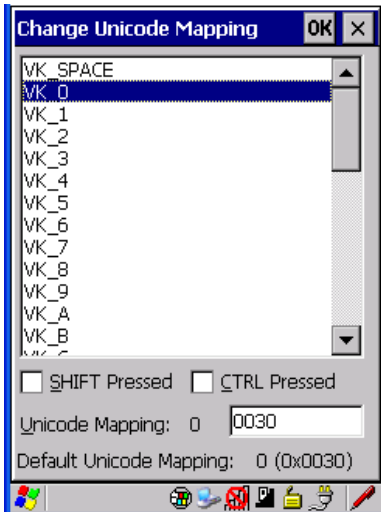 Change Unicode Mapping OK
VK_SPACE
VK_0
VK_1
VK_2
VK_3
VK_4
VK_5
VK_6
VK_7
VK_8
VK_9
VK_A
VK_B
SHIFT Pressed CTRL Pressed
Unicode Mapping: 0 0030
Default Unicode Mapping: 0 (0x0030)